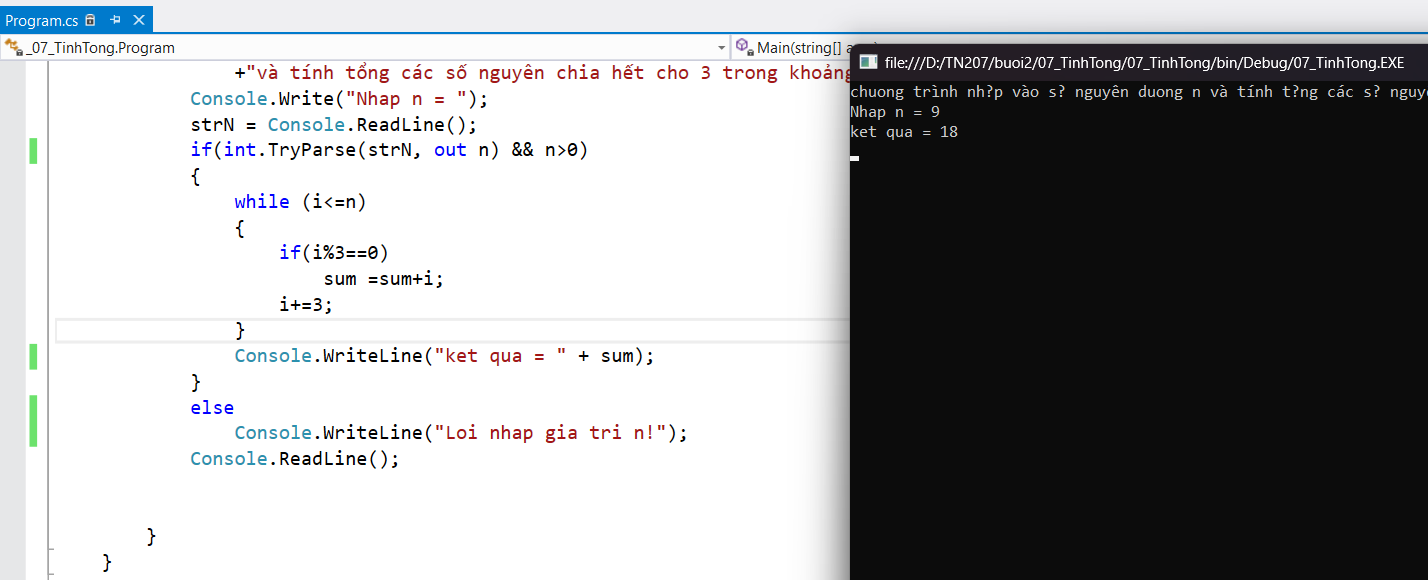 Program.cs
_07_TinhTong.Program
Main(string[]
+"và tính tổng các số nguyên chia hết cho 3 trong khoảng
Console.Write("Nhap n = ");
strN = Console.ReadLine();
if(int.TryParse(strN, out n) && n>0)
{
while (i<=n)
{
if(i%3==0)
sum =sum+i;
i+=3;
}
Console.WriteLine("ket qua = " + sum);
}
else
Console.WriteLine("Loi nhap gia tri n!");
Console.ReadLine();
}
}
file:///D:/TN207/buoi2/07_TinhTong/07_TinhTong/bin/Debug/07_TinhTong.EXE
chuong trình nh?p vào s? nguyên duong n và tính t?ng các s? nguy
Nhap n = 9
ket qua = 18